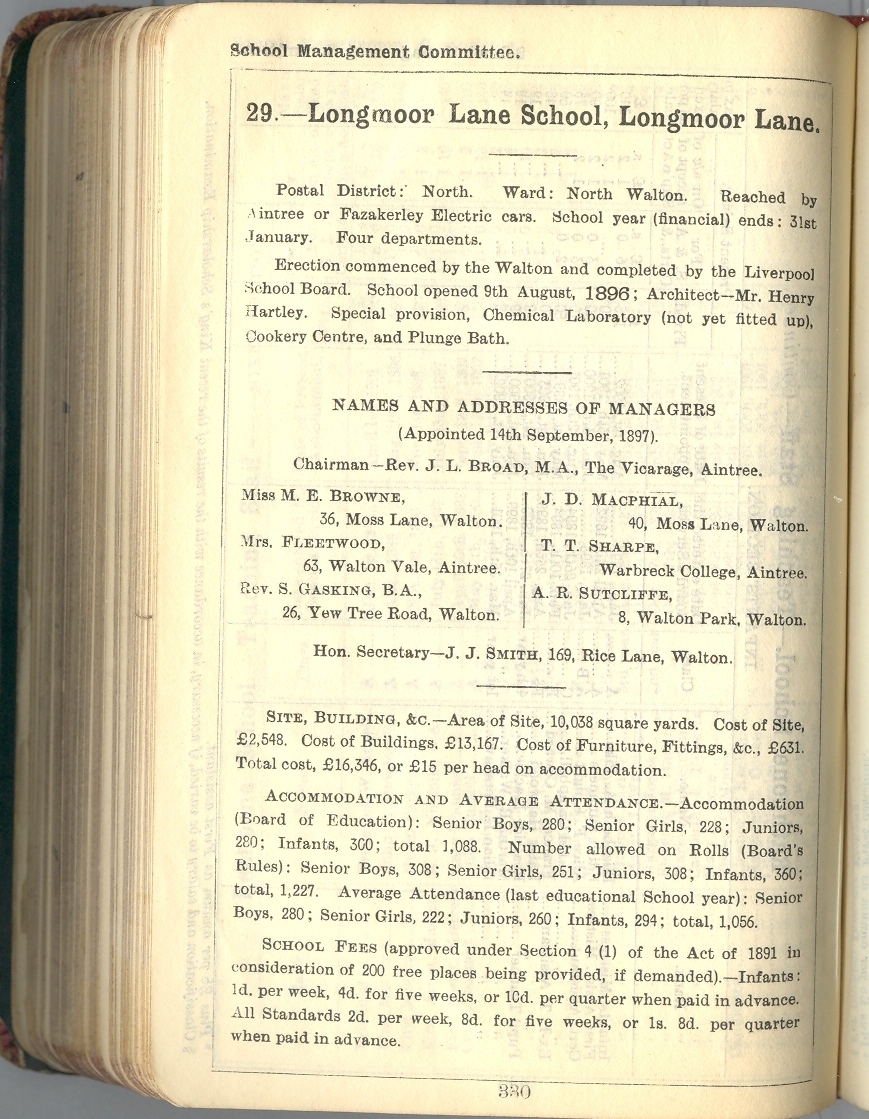 School Management Committee.
29.—Longmoor Lane School, Longmoor Lane.
Postal District: North. Ward: North Walton. Reached by
Aintree or Fazakerley Electric cars. School year (financial) ends: 31st
January. Four departments.
Erection commenced by the Walton and completed by the Liverpool
School Board. School opened 9th August, 1896; Architect—Mr. Henry
Hartley. Special provision, Chemical Laboratory (not yet fitted up),
Cookery Centre, and Plunge Bath.
NAMES AND ADDRESSES OF MANAGERS
(Appointed 14th September, 1897).
Chairman—Rev. J. L. BROAD, M.A., The Vicarage, Aintree.
Miss M. E. BROWNE,
36, Moss Lane, Walton.
Mrs. FLEETWOOD,
63, Walton Vale, Aintree.
Rev. S. GASKING, B.A.,
26, Yew Tree Road, Walton.
J. D. MACPHIAL,
40, Moss Lane, Walton.
T. T. SHARPE,
Warbreck College, Aintree.
A. R. SUTCLIFFE,
8, Walton Park, Walton.
Hon. Secretary—J. J. SMITH, 169, Rice Lane, Walton.
SITE, BUILDING, &C.—Area of Site, 10,038 square yards. Cost of Site,
£2,548. Cost of Buildings, £13,167. Cost of Furniture, Fittings, &c., £631.
Total cost, £16,346, or £15 per head on accommodation.
ACCOMMODATION AND AVERAGE ATTENDANCE.—Accommodation
(Board of Education): Senior Boys, 280; Senior Girls, 228; Juniors,
280; Infants, 300; total 1,088. Number allowed on Rolls (Board's
Rules): Senior Boys, 308; Senior Girls, 251; Juniors, 308; Infants, 360;
total, 1,227. Average Attendance (last educational School year): Senior
Boys, 280; Senior Girls, 222; Juniors, 260; Infants, 294; total, 1,056.
SCHOOL FEES (approved under Section 4 (1) of the Act of 1891 in
consideration of 200 free places being provided, if demanded).—Infants:
1d. per week, 4d. for five weeks, or 10d. per quarter when paid in advance.
All Standards 2d. per week, 8d. for five weeks, or 1s. 8d. per quarter
when paid in advance.
330